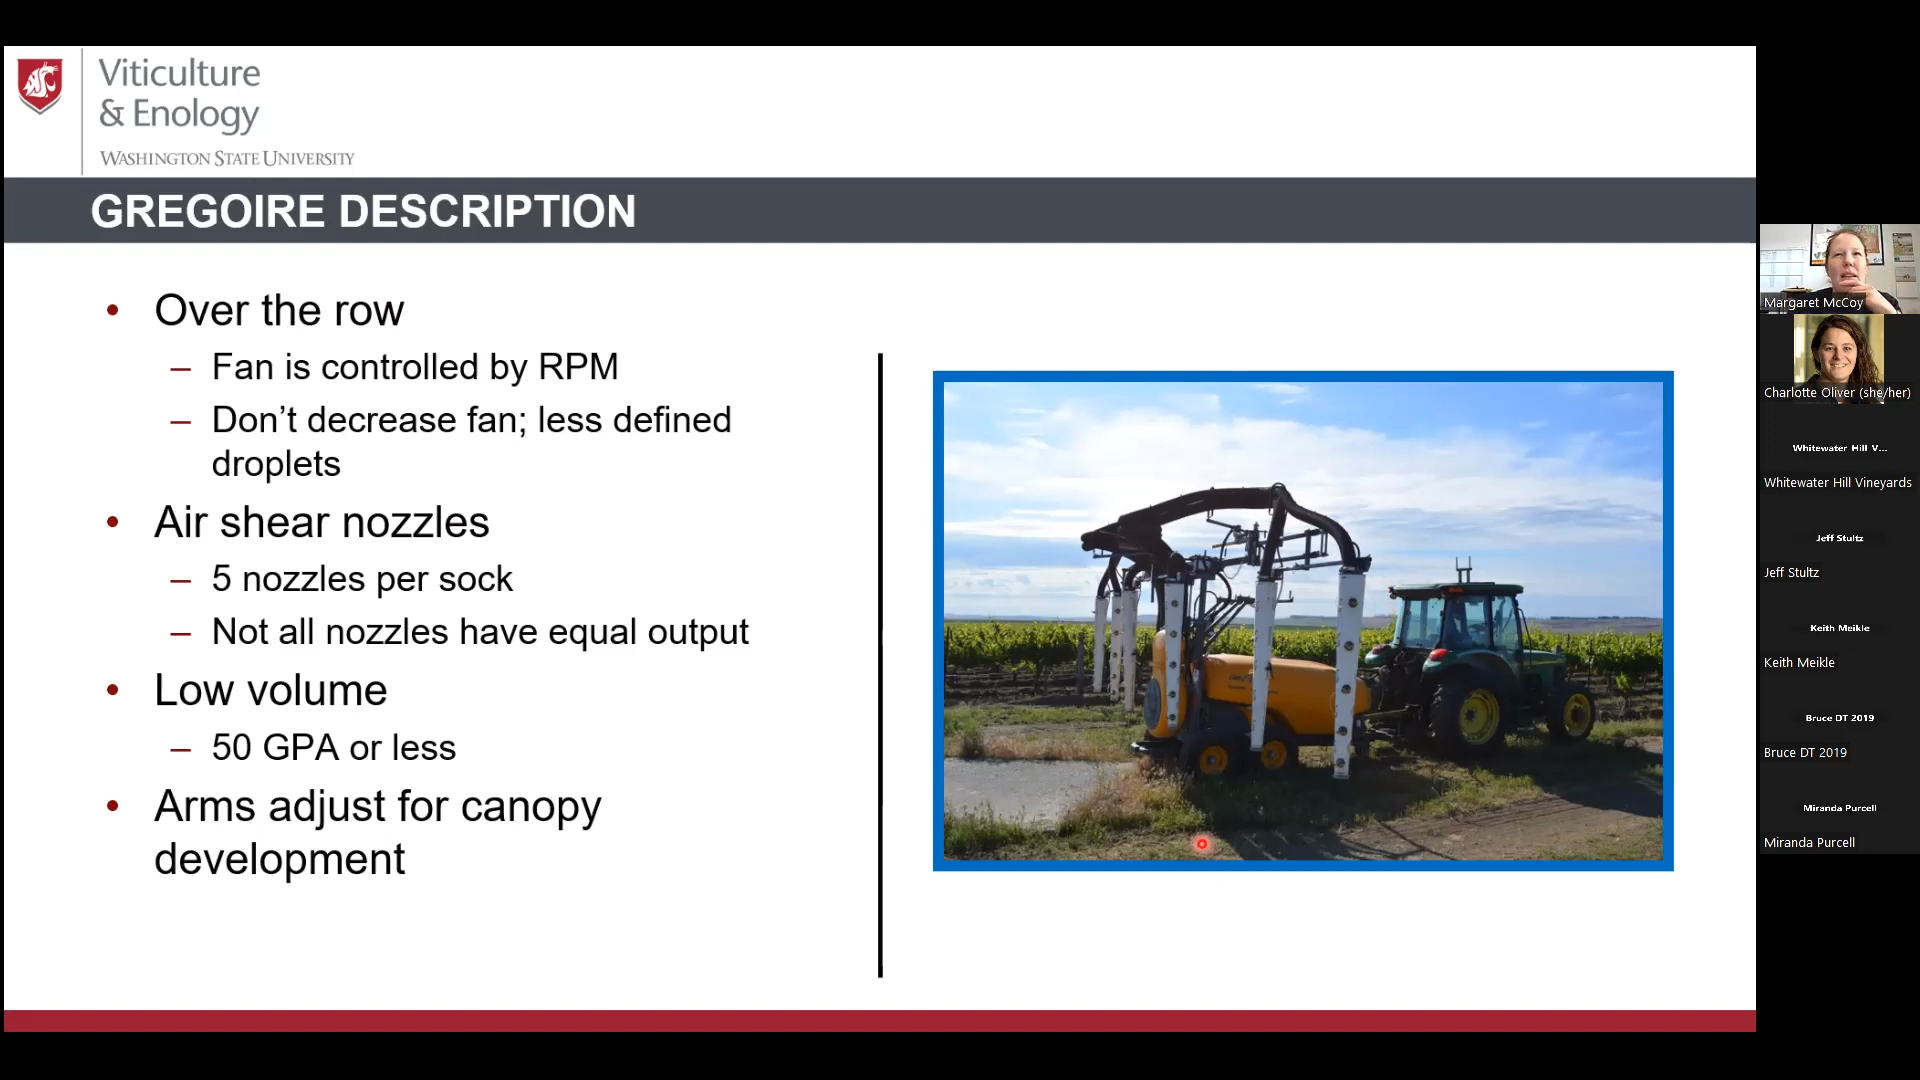 Viticulture
& Enology
WASHINGTON STATE UNIVERSITY
GREGOIRE DESCRIPTION
• Over the row
– Fan is controlled by RPM
– Don’t decrease fan; less defined
droplets
• Air shear nozzles
– 5 nozzles per sock
– Not all nozzles have equal output
• Low volume
– 50 GPA or less
• Arms adjust for canopy
development
Margaret McCoy
Charlotte Oliver (she/her)
Whitewater Hill V...
Whitewater Hill Vineyards
Jeff Stultz
Jeff Stultz
Keith Meikle
Keith Meikle
Bruce DT 2019
Bruce DT 2019
Miranda Purcell
Miranda Purcell